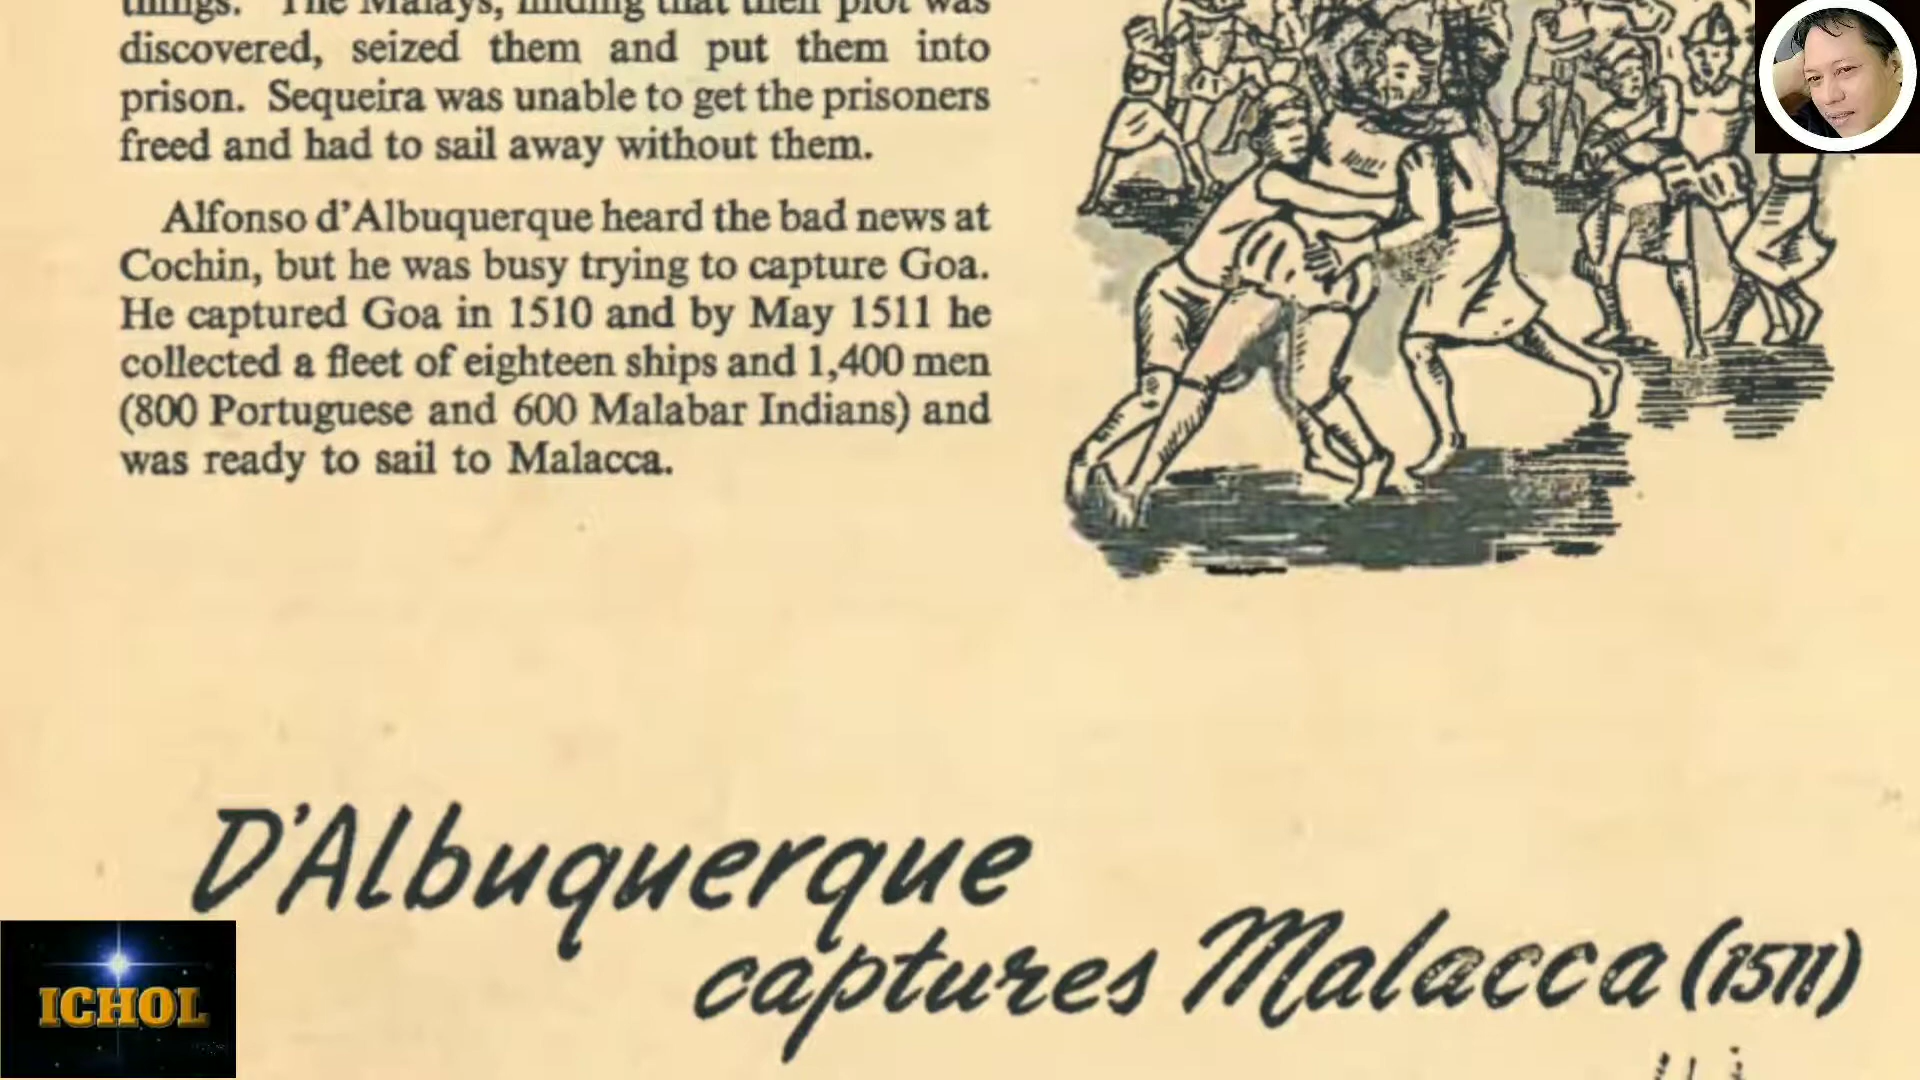 things. The Malays, finding that their plot was
discovered, seized them and put them into
prison. Sequeira was unable to get the prisoners
freed and had to sail away without them.
Alfonso d'Albuquerque heard the bad news at
Cochin, but he was busy trying to capture Goa.
He captured Goa in 1510 and by May 1511 he
collected a fleet of eighteen ships and 1,400 men
(800 Portuguese and 600 Malabar Indians) and
was ready to sail to Malacca.
D'Albuquerque
captures Malacca (1511)
ICHOL